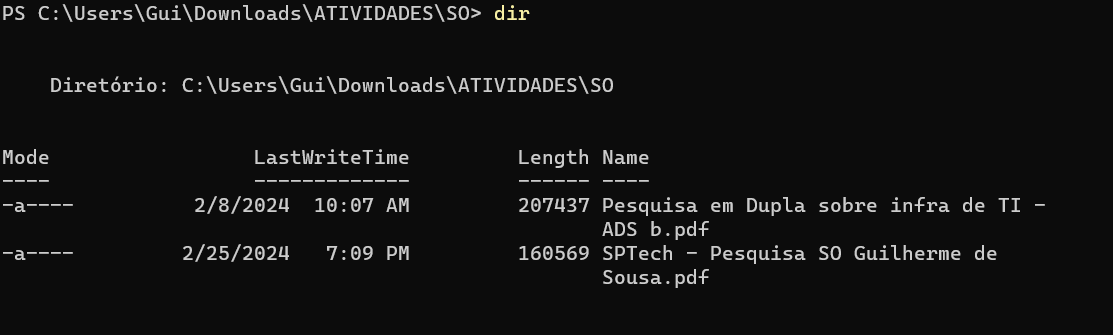 PS C:\Users\Gui\Downloads\ATIVIDADES\SO> dir
Diretório: C:\Users\Gui\Downloads\ATIVIDADES\SO
Mode                 LastWriteTime         Length Name
----                 -------------         ------ ----
-a----          2/8/2024  10:07 AM         207437 Pesquisa em Dupla sobre infra de TI -
                                                  ADS b.pdf
-a----         2/25/2024   7:09 PM         160569 SPTech - Pesquisa SO Guilherme de
                                                  Sousa.pdf